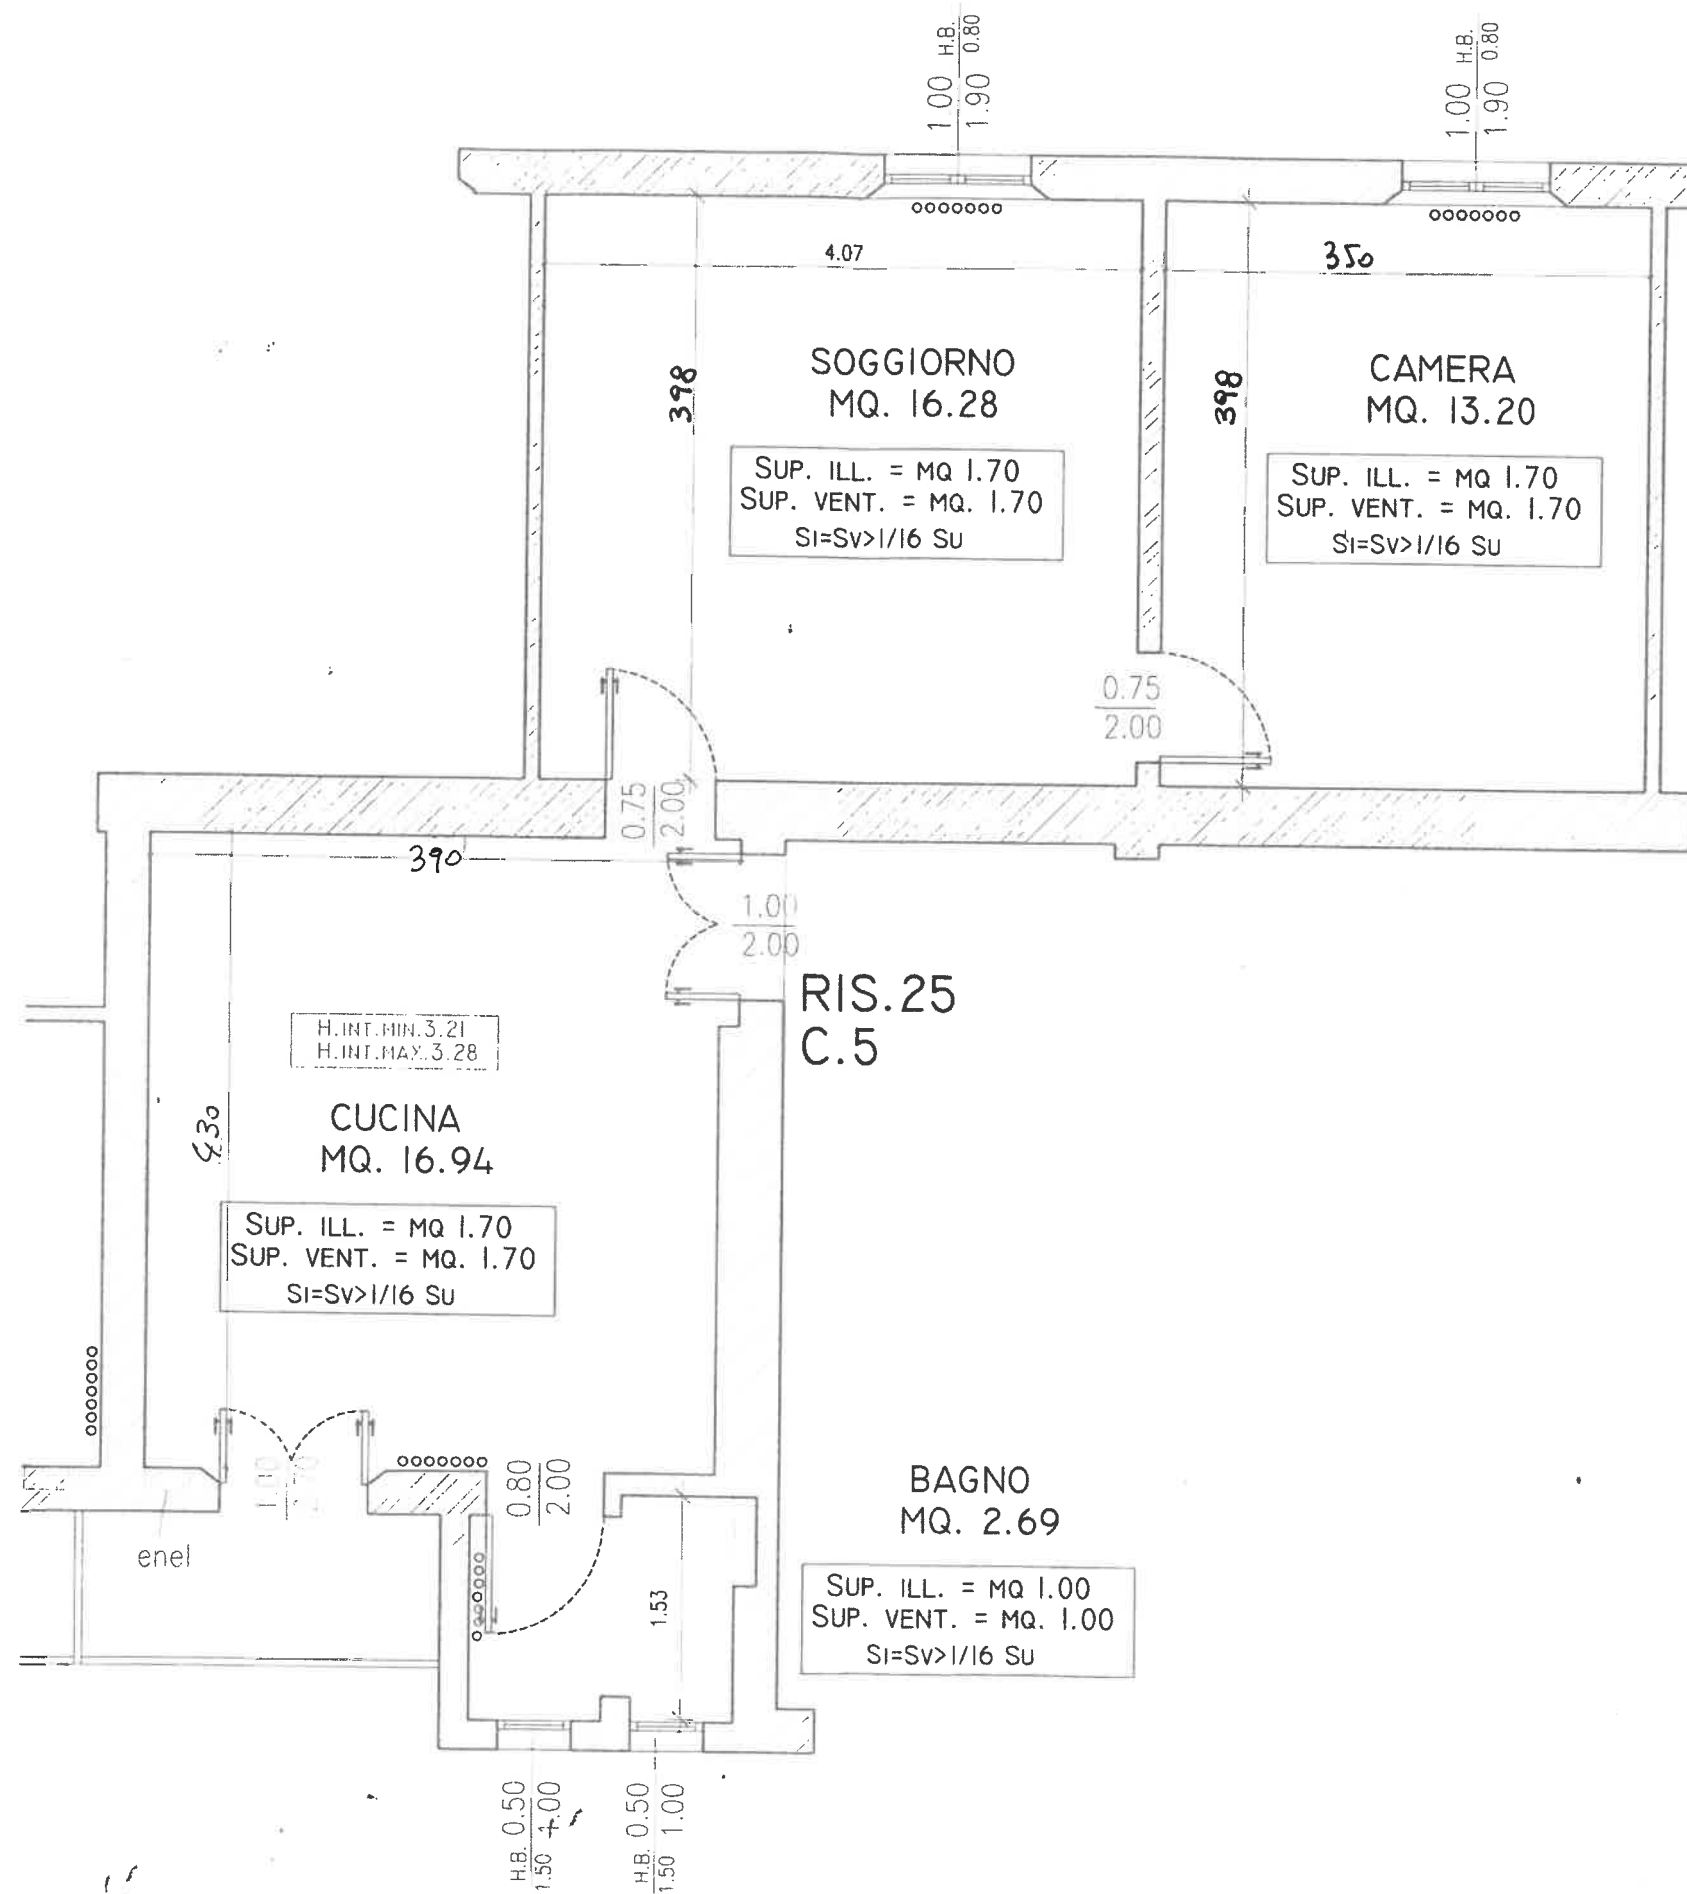 1.00 H.B.
1.90 0.80
1.00 H.B.
1.90 0.80
4.07
350
398
SOGGIORNO
MQ. 16.28
SUP. ILL. = MQ 1.70
SUP. VENT. = MQ. 1.70
SI=SV>1/16 SU
398
CAMERA
MQ. 13.20
SUP. ILL. = MQ 1.70
SUP. VENT. = MQ. 1.70
SI=SV>1/16 SU
0.75
2.00
0.75
2.00
390
1.00
2.00
RIS.25
C.5
H.INT.MIN.3.21
H.INT.MAX.3.28
430
CUCINA
MQ. 16.94
SUP. ILL. = MQ 1.70
SUP. VENT. = MQ. 1.70
SI=SV>1/16 SU
1.00
0.80
2.00
enel
1.53
BAGNO
MQ. 2.69
SUP. ILL. = MQ 1.00
SUP. VENT. = MQ. 1.00
SI=SV>1/16 SU
H.B. 0.50
1.50 1.00
H.B. 0.50
1.50 1.00